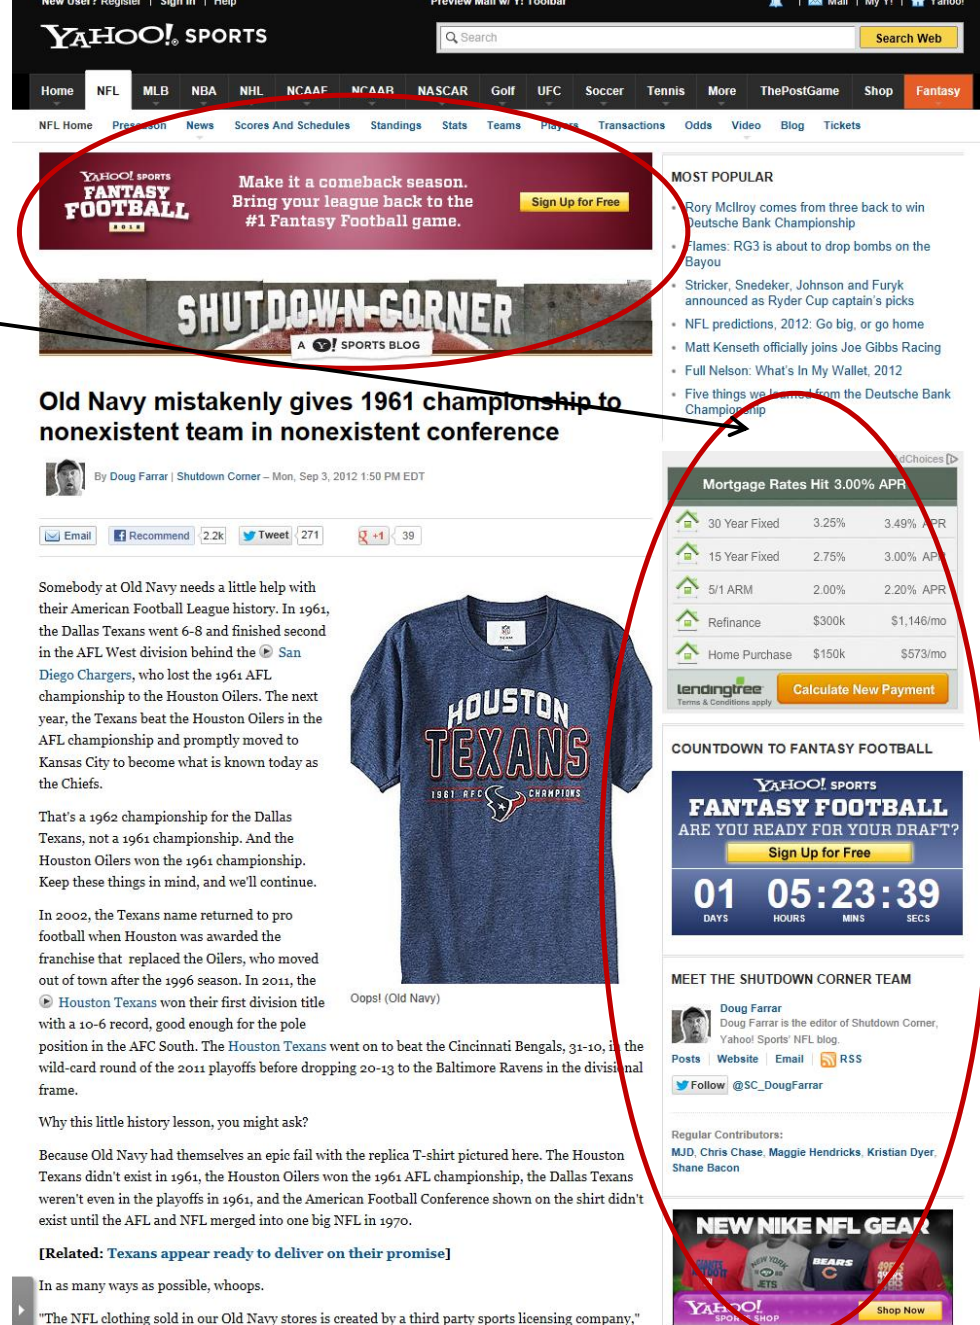 New User? Register | Sign In | Help
Preview Mail w/ Y! Toolbar
Mail | My Y! | Yahoo!
YAHOO! SPORTS
Search
Search Web
Home NFL MLB NBA NHL NCAAF NCAAB NASCAR Golf UFC Soccer Tennis More ThePostGame Shop Fantasy
NFL Home Preseason News Scores And Schedules Standings Stats Teams Players Transactions Odds Video Blog Tickets
YAHOO! SPORTS
FANTASY
FOOTBALL
2012
Make it a comeback season.
Bring your league back to the
#1 Fantasy Football game.
Sign Up for Free
SHUTDOWN CORNER
A Y! SPORTS BLOG
Old Navy mistakenly gives 1961 championship to
nonexistent team in nonexistent conference
By Doug Farrar | Shutdown Corner – Mon, Sep 3, 2012 1:50 PM EDT
Email Recommend 2.2k Tweet 271 +1 39
Somebody at Old Navy needs a little help with
their American Football League history. In 1961,
the Dallas Texans went 6-8 and finished second
in the AFL West division behind the San
Diego Chargers, who lost the 1961 AFL
championship to the Houston Oilers. The next
year, the Texans beat the Houston Oilers in the
AFL championship and promptly moved to
Kansas City to become what is known today as
the Chiefs.
That's a 1962 championship for the Dallas
Texans, not a 1961 championship. And the
Houston Oilers won the 1961 championship.
Keep these things in mind, and we'll continue.
In 2002, the Texans name returned to pro
football when Houston was awarded the
franchise that replaced the Oilers, who moved
out of town after the 1996 season. In 2011, the
Houston Texans won their first division title
with a 10-6 record, good enough for the pole
position in the AFC South. The Houston Texans went on to beat the Cincinnati Bengals, 31-10, in the
wild-card round of the 2011 playoffs before dropping 20-13 to the Baltimore Ravens in the divisional
frame.
HOUSTON
TEXANS
1961 AFC CHAMPIONS
Oops! (Old Navy)
Why this little history lesson, you might ask?
Because Old Navy had themselves an epic fail with the replica T-shirt pictured here. The Houston
Texans didn't exist in 1961, the Houston Oilers won the 1961 AFL championship, the Dallas Texans
weren't even in the playoffs in 1961, and the American Football Conference shown on the shirt didn't
exist until the AFL and NFL merged into one big NFL in 1970.
[Related: Texans appear ready to deliver on their promise]
In as many ways as possible, whoops.
"The NFL clothing sold in our Old Navy stores is created by a third party sports licensing company,"
MOST POPULAR
Rory McIlroy comes from three back to win
Deutsche Bank Championship
Flames: RG3 is about to drop bombs on the
Bayou
Stricker, Snedeker, Johnson and Furyk
announced as Ryder Cup captain's picks
NFL predictions, 2012: Go big, or go home
Matt Kenseth officially joins Joe Gibbs Racing
Full Nelson: What's In My Wallet, 2012
Five things we learned from the Deutsche Bank
Championship
AdChoices
Mortgage Rates Hit 3.00% APR
30 Year Fixed 3.25% 3.49% APR
15 Year Fixed 2.75% 3.00% APR
5/1 ARM 2.00% 2.20% APR
Refinance $300k $1,146/mo
Home Purchase $150k $573/mo
lendingtree
Terms & Conditions apply
Calculate New Payment
COUNTDOWN TO FANTASY FOOTBALL
YAHOO! SPORTS
FANTASY FOOTBALL
ARE YOU READY FOR YOUR DRAFT?
Sign Up for Free
01 05:23:39
DAYS HOURS MINS SECS
MEET THE SHUTDOWN CORNER TEAM
Doug Farrar
Doug Farrar is the editor of Shutdown Corner,
Yahoo! Sports' NFL blog.
Posts Website Email RSS
Follow @SC_DougFarrar
Regular Contributors:
MJD, Chris Chase, Maggie Hendricks, Kristian Dyer,
Shane Bacon
NEW NIKE NFL GEAR
NEW YORK
JETS
BEARS
49ERS
YAHOO!
SPORTS SHOP
Shop Now